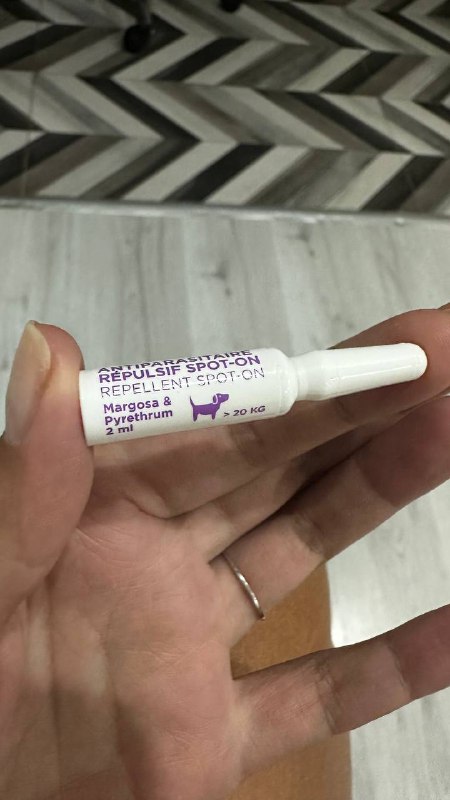 ANTIPARASITAIRE
RÉPULSIF SPOT-ON
REPELLENT SPOT-ON
Margosa &
Pyrethrum
2 ml
> 20 KG